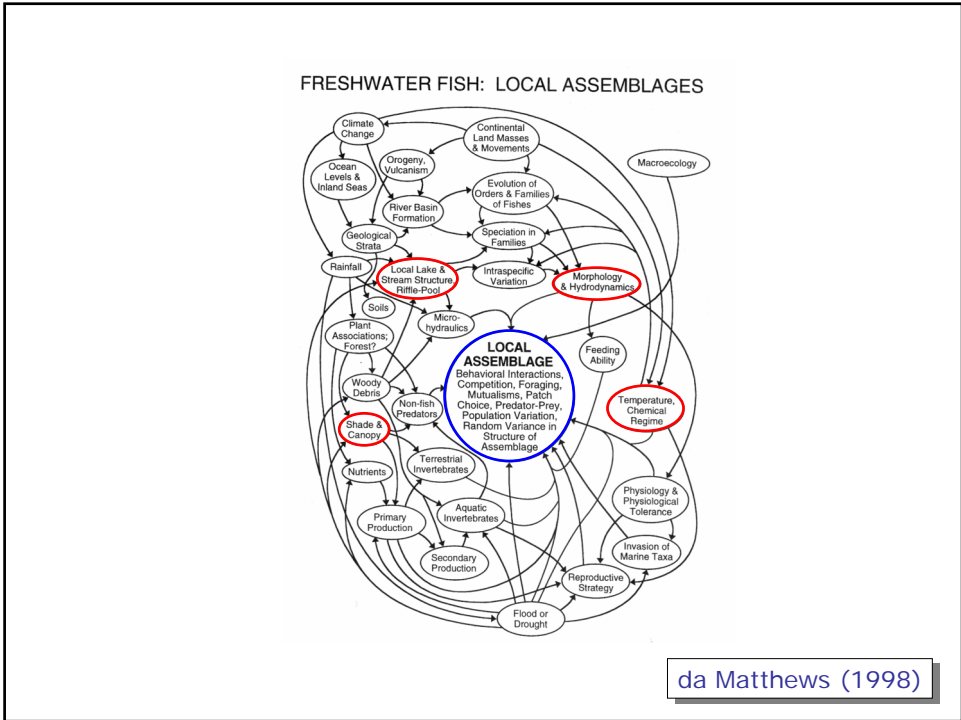 FRESHWATER FISH: LOCAL ASSEMBLAGES
Climate
Change
Continental
Land Masses
& Movements
Macroecology
Ocean
Levels &
Inland Seas
Orogeny,
Vulcanism
Evolution of
Orders & Families
of Fishes
River Basin
Formation
Geological
Strata
Speciation in
Families
Rainfall
Local Lake &
Stream Structure,
Riffle-Pool
Intraspecific
Variation
Morphology
& Hydrodynamics
Soils
Micro-
hydraulics
Plant
Associations;
Forest?
LOCAL
ASSEMBLAGE
Behavioral Interactions,
Competition, Foraging,
Mutualisms, Patch
Choice, Predator-Prey,
Population Variation,
Random Variance in
Structure of
Assemblage
Feeding
Ability
Woody
Debris
Non-fish
Predators
Temperature,
Chemical
Regime
Shade &
Canopy
Terrestrial
Invertebrates
Nutrients
Physiology &
Physiological
Tolerance
Aquatic
Invertebrates
Primary
Production
Secondary
Production
Invasion of
Marine Taxa
Reproductive
Strategy
Flood or
Drought
da Matthews (1998)